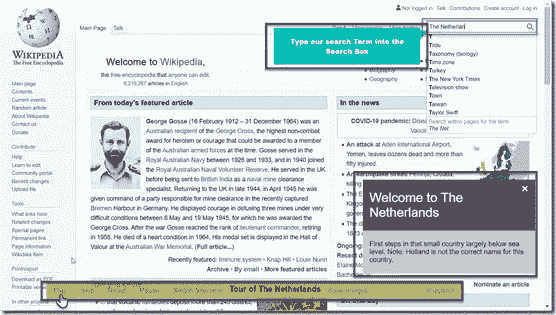 Not logged in Talk Contributions Create account Log in
Main Page Talk
The Netherlan
WIKIPEDIA
The Free Encyclopedia
Type our search Term into the
Search Box
T
Title
Taxonomy (biology)
Time zone
Turkey
The New York Times
Television show
Town
Taiwan
Taylor Swift
Search within pages for the term
The Net
Welcome to Wikipedia,
the free encyclopedia that anyone can edit.
6,219,287 articles in English
Geography
Main page
Contents
Current events
Random article
About Wikipedia
Contact us
Donate
Contribute
Help
Learn to edit
Community portal
Recent changes
Upload file
Tools
What links here
Related changes
Special pages
Permanent link
Page information
Wikidata item
Print/export
Download as PDF
Printable version
In other projects
From today's featured article
George Gosse (16 February 1912 – 31 December 1964) was an
Australian recipient of the George Cross, the highest non-combat
award for heroism or courage that could be awarded to a member
of the Australian armed forces at the time. Gosse served in the
Royal Australian Navy between 1926 and 1933, and in 1940 joined
the Royal Australian Naval Volunteer Reserve. He served in the UK
before being sent to British India as a naval mine clearance
specialist. Returning to the UK in late 1944, in April 1945 he was
given command of a party responsible for mine clearance in the recently captured
Bremen Harbour in Germany. He displayed courage in defusing three mines under very
difficult conditions between 8 May and 19 May 1945, for which he was awarded the
George Cross. After the war Gosse reached the rank of lieutenant commander, retiring
in 1958. He died of a heart condition in 1964. His medal set is displayed in the Hall of
Valour at the Australian War Memorial. (Full article...)
Recently featured: Immune system • Knap Hill • Louie Nunn
Archive • By email • More featured articles
In the news
COVID-19 pandemic: Disease
Vacc
An attack at Aden International Airport,
Yemen, leaves dozens dead and more than
fifty injured.
Welcome to The
Netherlands
First steps in that small country largely below sea
level. Note: Holland is not the correct name for this
country.
Nominate an article
Tour of The Netherlands